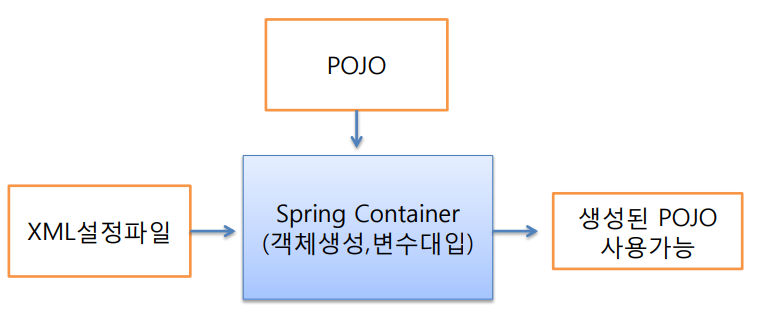 POJO
XML설정파일
Spring Container
(객체생성,변수대입)
생성된 POJO
사용가능